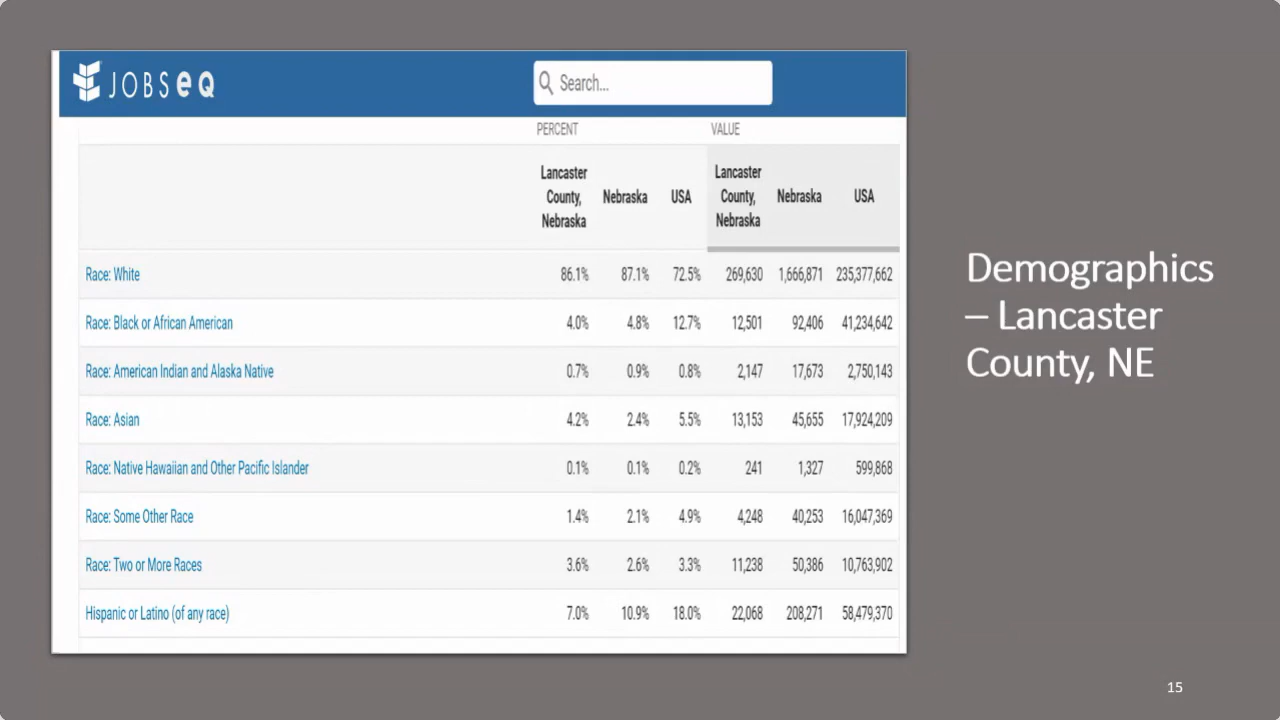 JOBSeQ
Search...
PERCENT VALUE
Lancaster County, Nebraska Nebraska USA Lancaster County, Nebraska Nebraska USA
Race: White 86.1% 87.1% 72.5% 269,630 1,666,871 235,377,662
Race: Black or African American 4.0% 4.8% 12.7% 12,501 92,406 41,234,642
Race: American Indian and Alaska Native 0.7% 0.9% 0.8% 2,147 17,673 2,750,143
Race: Asian 4.2% 2.4% 5.5% 13,153 45,655 17,924,209
Race: Native Hawaiian and Other Pacific Islander 0.1% 0.1% 0.2% 241 1,327 599,868
Race: Some Other Race 1.4% 2.1% 4.9% 4,248 40,253 16,047,369
Race: Two or More Races 3.6% 2.6% 3.3% 11,238 50,386 10,763,902
Hispanic or Latino (of any race) 7.0% 10.9% 18.0% 22,068 208,271 58,479,370
Demographics
– Lancaster
County, NE
15